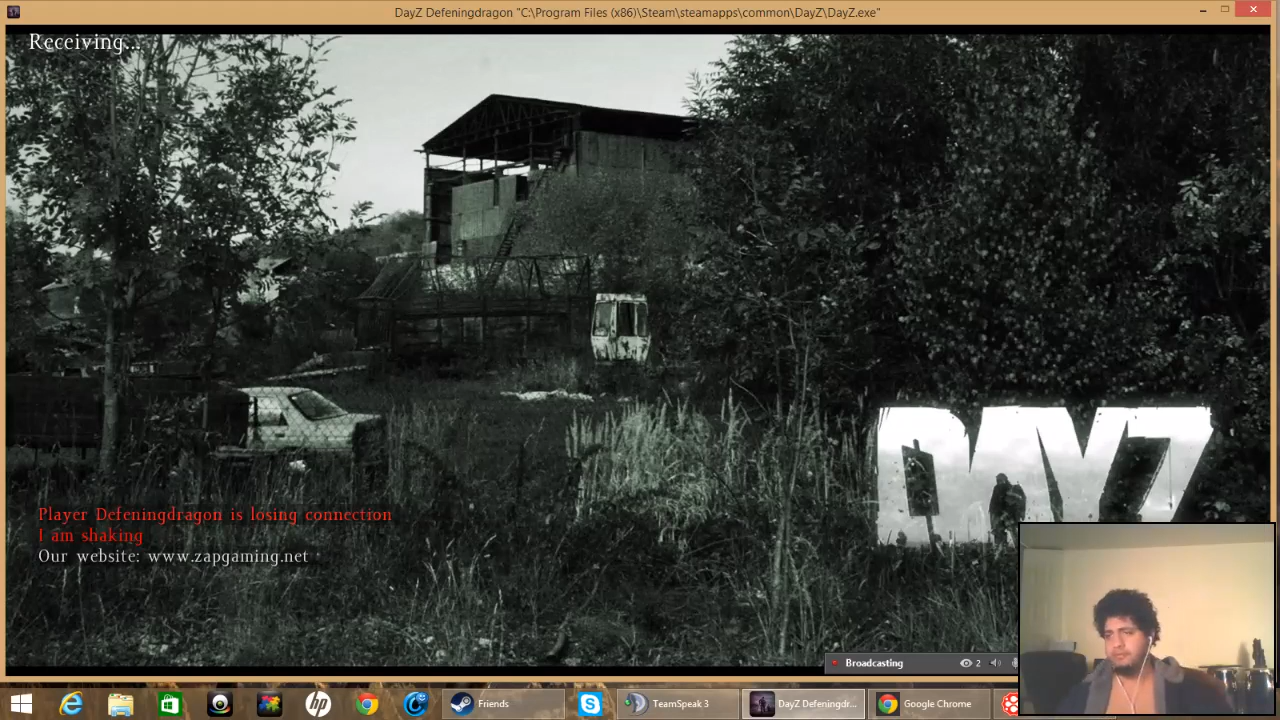 DayZ Defeningdragon "C:\Program Files (x86)\Steam\steamapps\common\DayZ\DayZ.exe"
Receiving...
DAYZ
Player Defeningdragon is losing connection
I am shaking
Our website: www.zapgaming.net
Broadcasting 2
hp Friends TeamSpeak 3 DayZ Defeningdr... Google Chrome